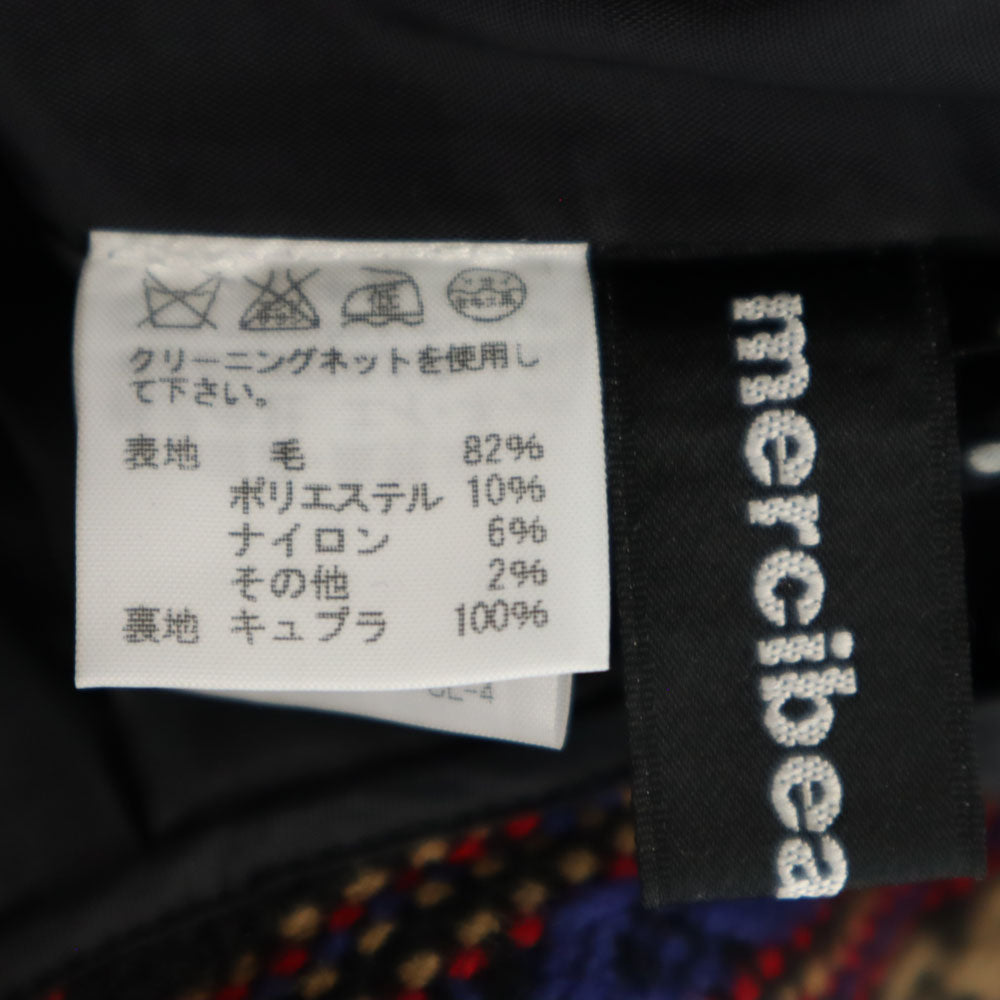 低
クリーニングネットを使用し
て下さい。
表地 毛 82%
ポリエステル 10%
ナイロン 6%
その他 2%
裏地 キュプラ 100%
mercibea